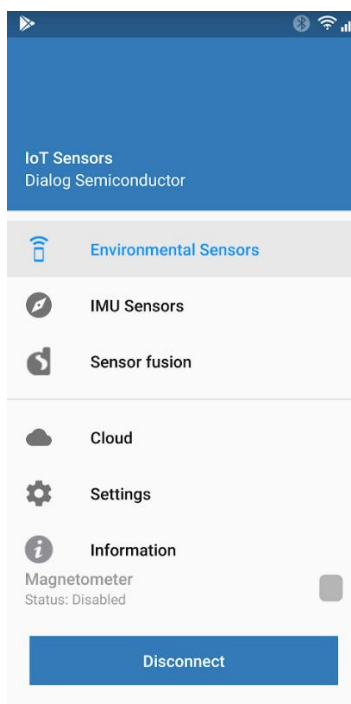 IoT Sensors
Dialog Semiconductor
Environmental Sensors
IMU Sensors
Sensor fusion
Cloud
Settings
Information
Magnetometer
Status: Disabled
Disconnect